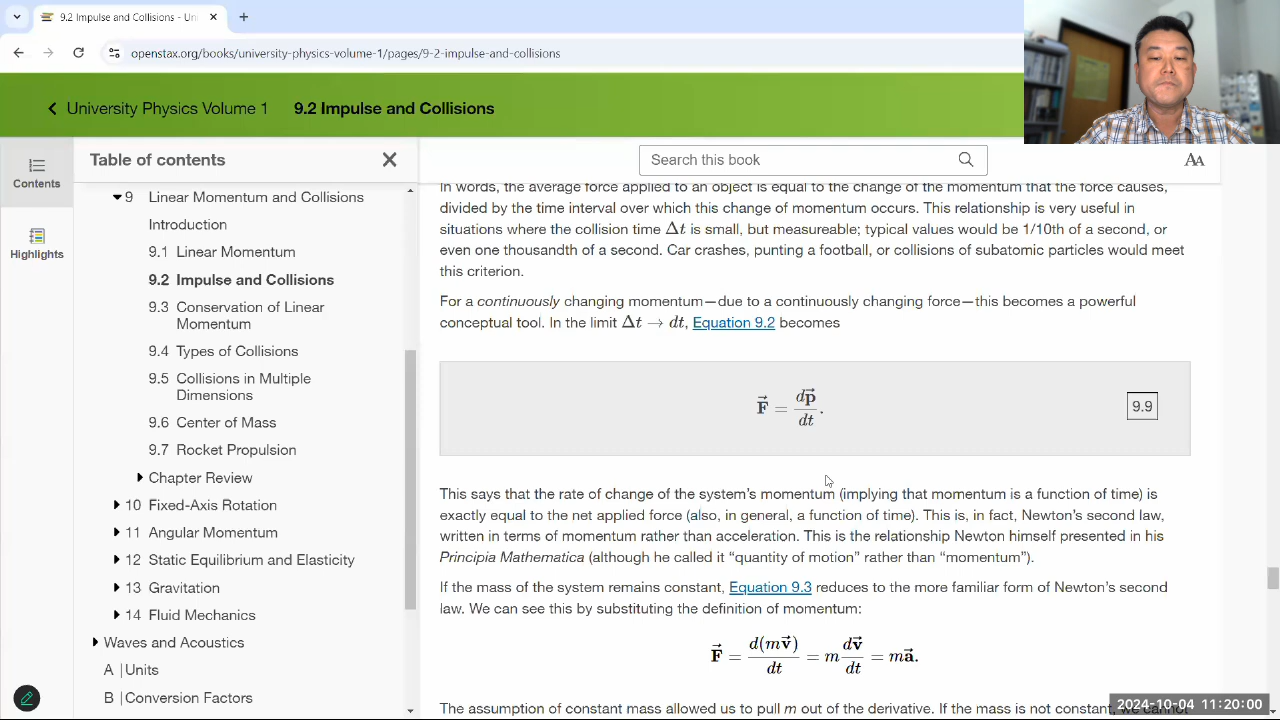 9.2 Impulse and Collisions - Uni
openstax.org/books/university-physics-volume-1/pages/9-2-impulse-and-collisions
University Physics Volume 1
9.2 Impulse and Collisions
Contents
Highlights
Table of contents
Search this book
AA
9 Linear Momentum and Collisions
Introduction
9.1 Linear Momentum
9.2 Impulse and Collisions
9.3 Conservation of Linear
Momentum
9.4 Types of Collisions
9.5 Collisions in Multiple
Dimensions
9.6 Center of Mass
9.7 Rocket Propulsion
Chapter Review
10 Fixed-Axis Rotation
11 Angular Momentum
12 Static Equilibrium and Elasticity
13 Gravitation
14 Fluid Mechanics
Waves and Acoustics
A | Units
B | Conversion Factors
In words, the average force applied to an object is equal to the change of the momentum that the force causes,
divided by the time interval over which this change of momentum occurs. This relationship is very useful in
situations where the collision time Δt is small, but measureable; typical values would be 1/10th of a second, or
even one thousandth of a second. Car crashes, punting a football, or collisions of subatomic particles would meet
this criterion.
For a continuously changing momentum—due to a continuously changing force—this becomes a powerful
conceptual tool. In the limit Δt → dt, Equation 9.2 becomes
F⃗ = dp⃗/dt.
9.9
This says that the rate of change of the system's momentum (implying that momentum is a function of time) is
exactly equal to the net applied force (also, in general, a function of time). This is, in fact, Newton's second law,
written in terms of momentum rather than acceleration. This is the relationship Newton himself presented in his
Principia Mathematica (although he called it “quantity of motion” rather than “momentum”).
If the mass of the system remains constant, Equation 9.3 reduces to the more familiar form of Newton's second
law. We can see this by substituting the definition of momentum:
F⃗ = d(mv⃗)/dt = m dv⃗/dt = ma⃗.
The assumption of constant mass allowed us to pull m out of the derivative. If the mass is not constant, we cannot
2024-10-04 11:20:00